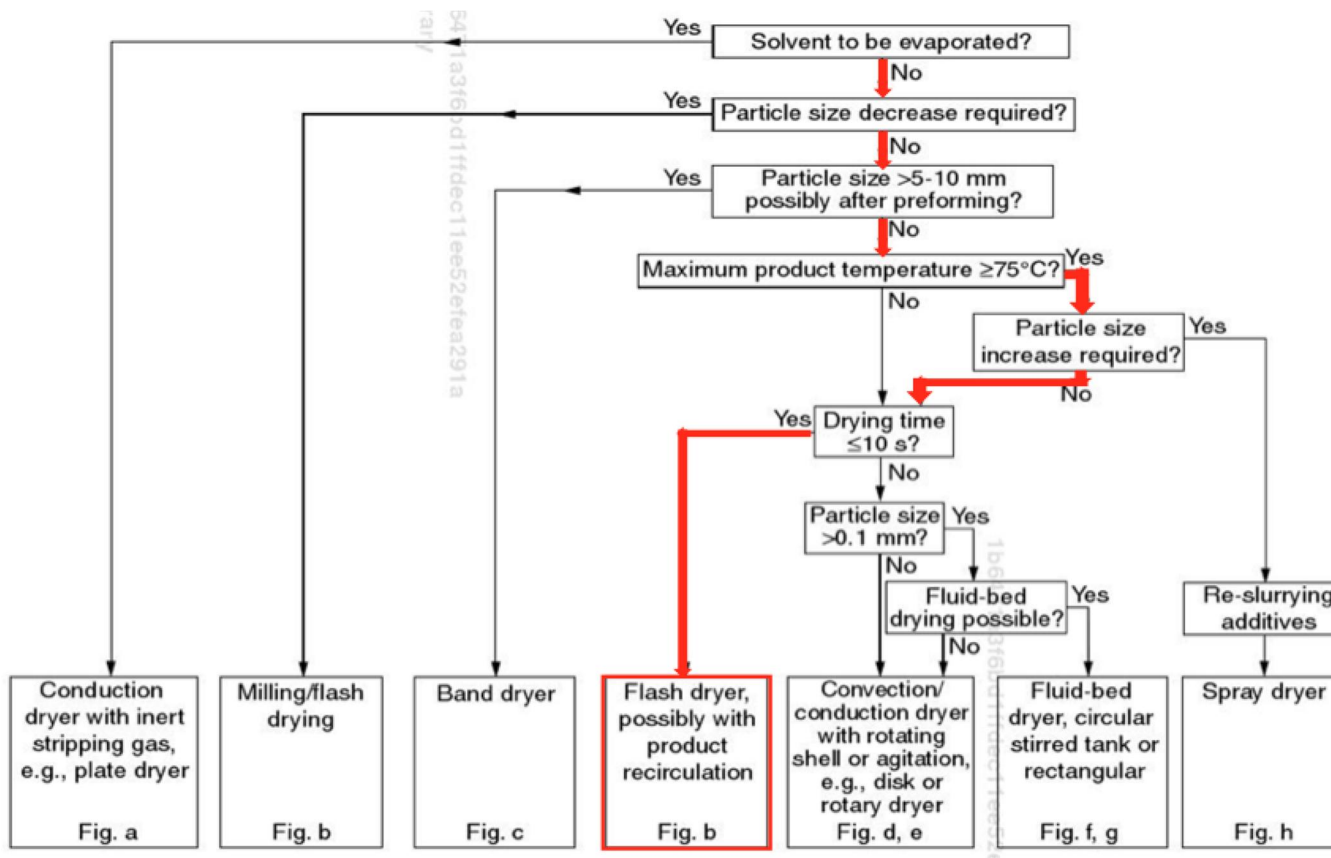 Yes
Solvent to be evaporated?
No
Yes
Particle size decrease required?
No
Yes
Particle size >5-10 mm
possibly after preforming?
No
Maximum product temperature ≥75°C?
Yes
No
Particle size
increase required?
Yes
No
Yes
Drying time
≤10 s?
No
Particle size
>0.1 mm?
Yes
No
Fluid-bed
drying possible?
Yes
No
Re-slurrying
additives
Conduction
dryer with inert
stripping gas,
e.g., plate dryer
Fig. a
Milling/flash
drying
Fig. b
Band dryer
Fig. c
Flash dryer,
possibly with
product
recirculation
Fig. b
Convection/
conduction dryer
with rotating
shell or agitation,
e.g., disk or
rotary dryer
Fig. d, e
Fluid-bed
dryer, circular
stirred tank or
rectangular
Fig. f, g
Spray dryer
Fig. h